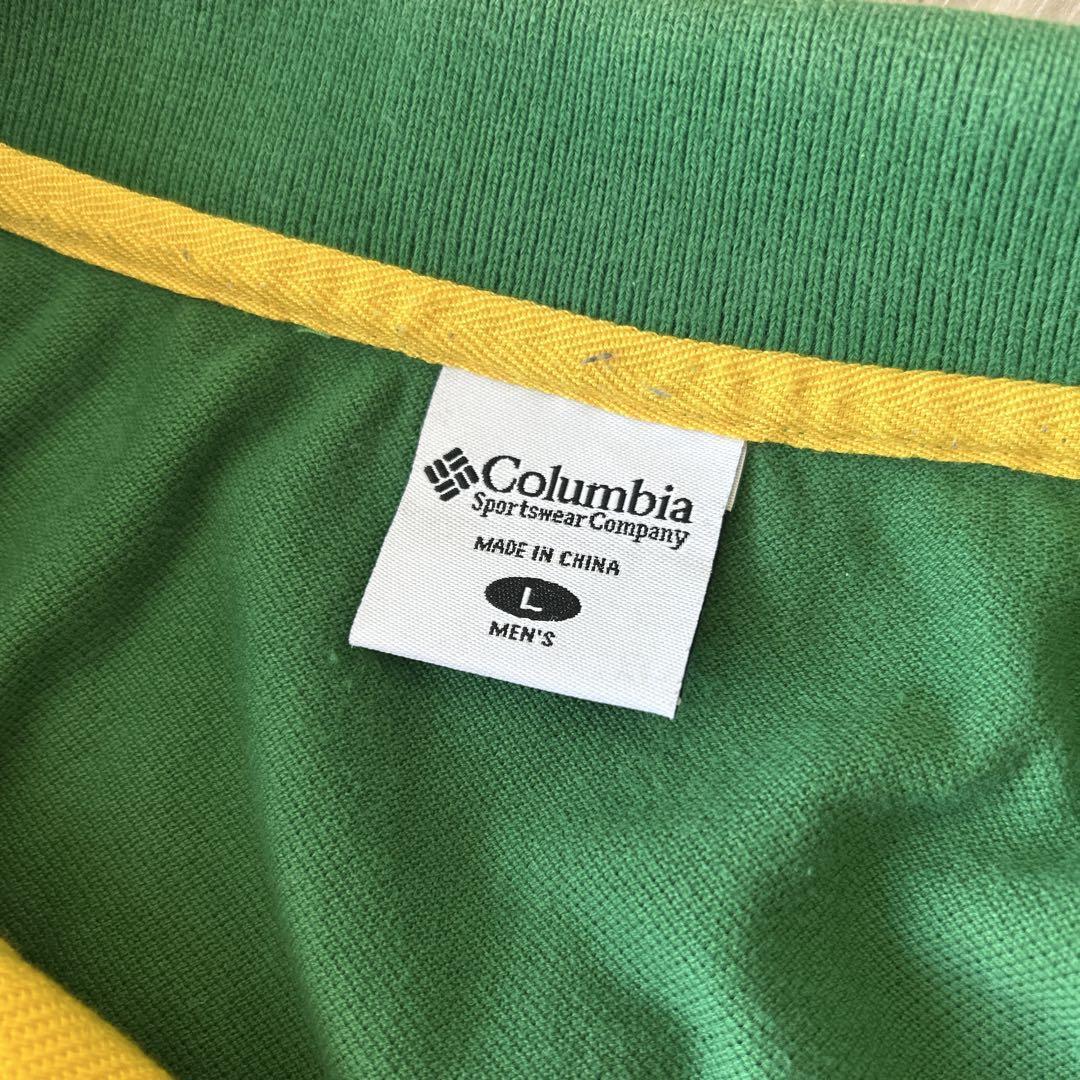 Columbia
Sportswear Company
MADE IN CHINA
L
MEN'S